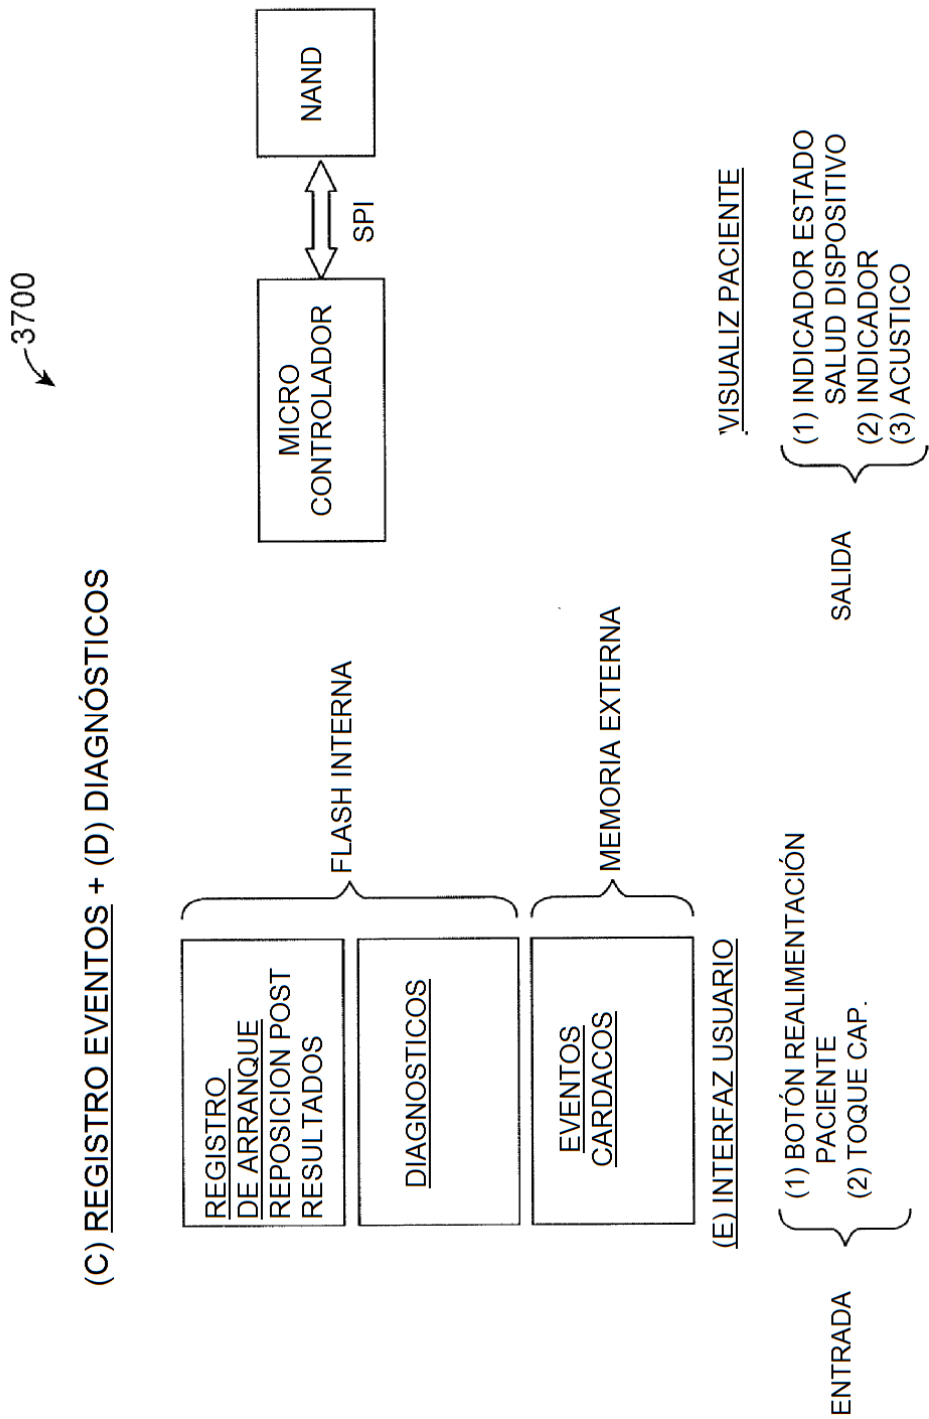 3700
(C) REGISTRO EVENTOS + (D) DIAGNÓSTICOS
REGISTRO
DE ARRANQUE
REPOSICION POST
RESULTADOS
DIAGNOSTICOS
FLASH INTERNA
EVENTOS
CARDACOS
MEMORIA EXTERNA
MICRO
CONTROLADOR
SPI
NAND
(E) INTERFAZ USUARIO
ENTRADA
(1) BOTÓN REALIMENTACIÓN
PACIENTE
(2) TOQUE CAP.
VISUALIZ PACIENTE
SALIDA
(1) INDICADOR ESTADO
SALUD DISPOSITIVO
(2) INDICADOR
(3) ACUSTICO